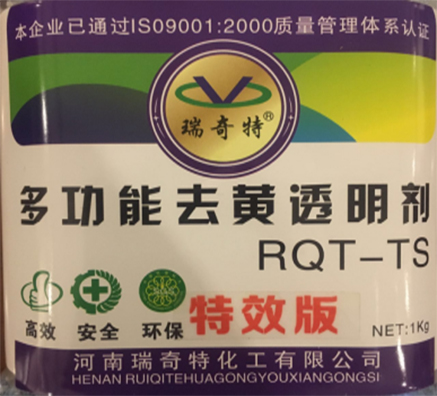 本企业已通过ISO9001:2000质量管理体系认证
瑞奇特®
多功能去黄透明剂
RQT-TS
高效 安全 环保 特效版 NET:1Kg
河南瑞奇特化工有限公司
HENAN RUIQITEHUAGONGYOUXIANGONGSI